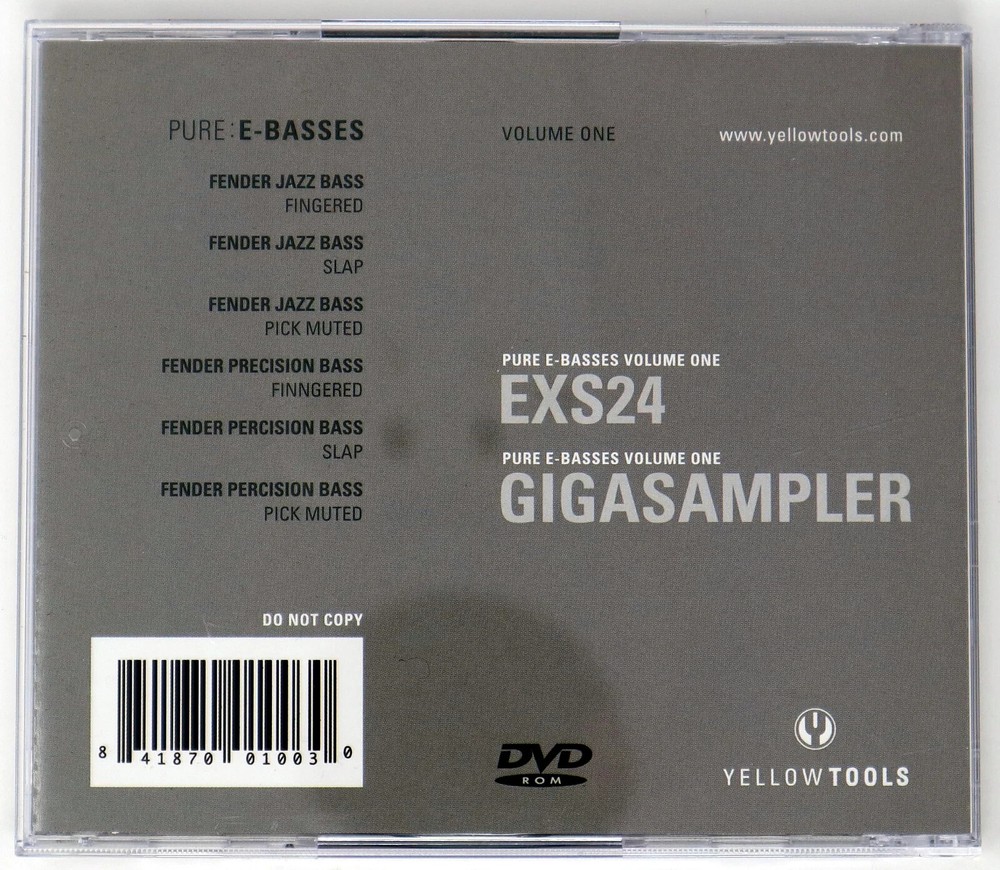 PURE:E-BASSES
VOLUME ONE
www.yellowtools.com
FENDER JAZZ BASS
FINGERED
FENDER JAZZ BASS
SLAP
FENDER JAZZ BASS
PICK MUTED
FENDER PRECISION BASS
FINNGERED
FENDER PERCISION BASS
SLAP
FENDER PERCISION BASS
PICK MUTED
PURE E-BASSES VOLUME ONE
EXS24
PURE E-BASSES VOLUME ONE
GIGASAMPLER
DO NOT COPY
8 41870 01003 0
DVD
ROM
YELLOWTOOLS